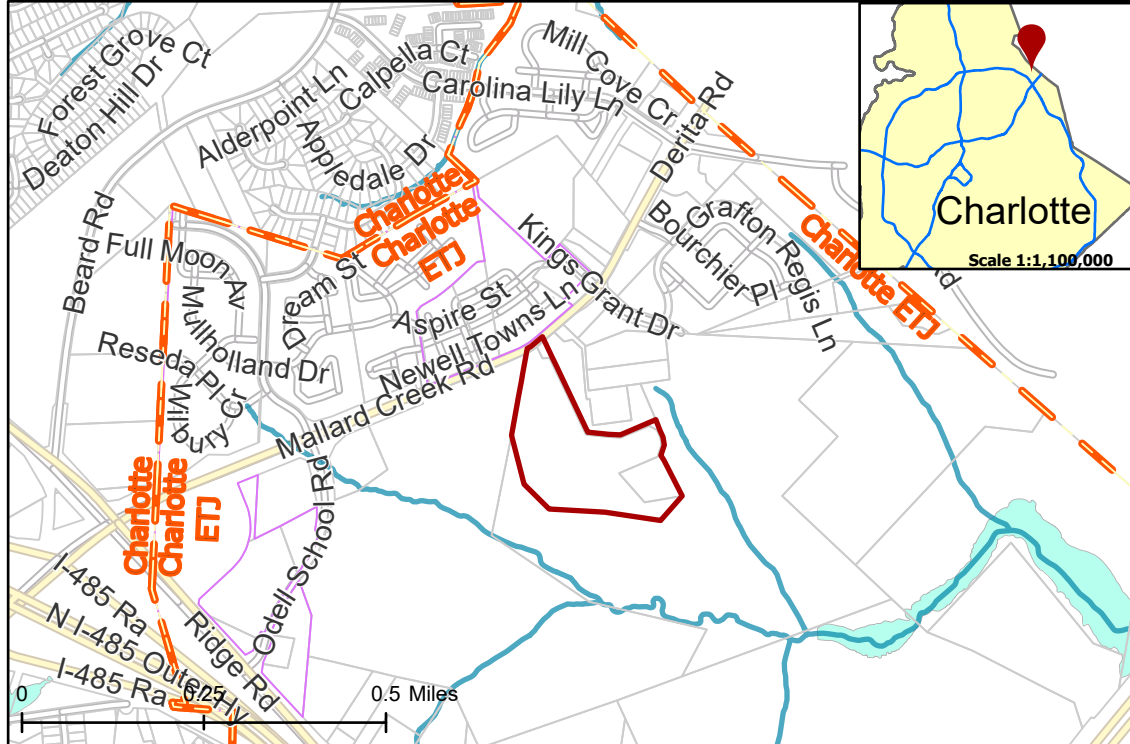 Forest Grove Ct
Deaton Hill Dr
Alderpoint Ln
Calpella Ct
Appledale Dr
Mill Cove Cr
Carolina Lily Ln
Derita Rd
Charlotte
Charlotte
Charlotte ETJ
Beard Rd
Full Moon Av
Mullholland Dr
Dream St
Reseda Pl
Wilbury Cr
Aspire St
Newell Towns Ln
Kings Grant Dr
Bourchier Pl
Grafton Regis Ln
Charlotte ETJ
Rd
Mallard Creek Rd
Odell School Rd
Charlotte
Charlotte
ETJ
I-485 Ra
N I-485 Outer Hy
I-485 Ra
Ridge Rd
0 0.25 0.5 Miles
Charlotte
Scale 1:1,100,000